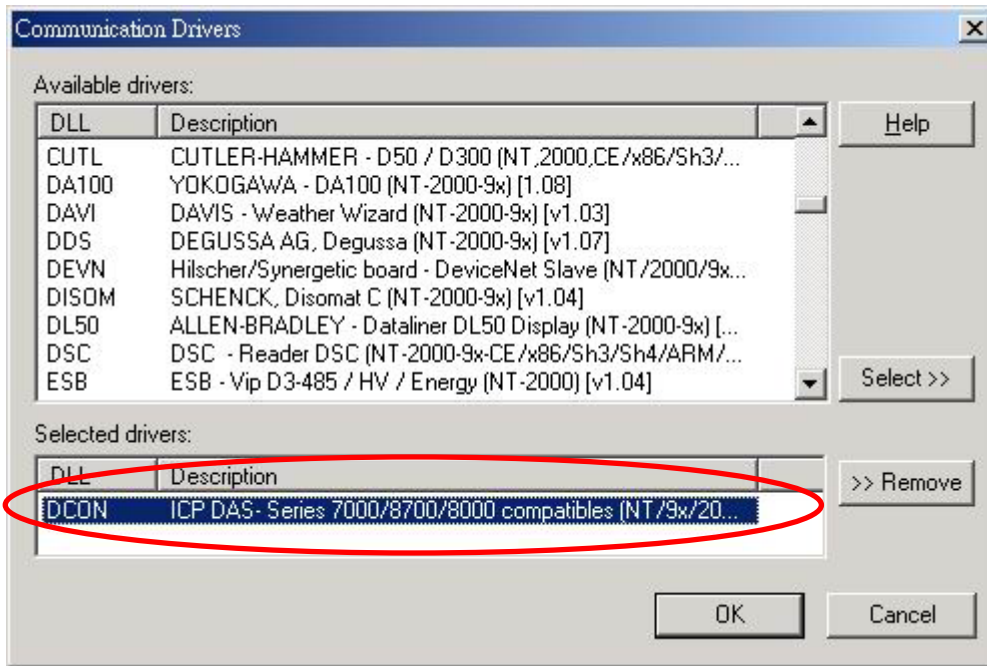 Communication Drivers
Available drivers:
DLL Description
CUTL CUTLER-HAMMER - D50 / D300 (NT,2000,CE/x86/Sh3/...
DA100 YOKOGAWA - DA100 (NT-2000-9x) [1.08]
DAVI DAVIS - Weather Wizard (NT-2000-9x) [v1.03]
DDS DEGUSSA AG, Degussa (NT-2000-9x) [v1.07]
DEVN Hilscher/Synergetic board - DeviceNet Slave (NT/2000/9x...
DISOM SCHENCK, Disomat C (NT-2000-9x) [v1.04]
DL50 ALLEN-BRADLEY - Dataliner DL50 Display (NT-2000-9x) [...
DSC DSC - Reader DSC (NT-2000-9x-CE/x86/Sh3/Sh4/ARM/...
ESB ESB - Vip D3-485 / HV / Energy (NT-2000) [v1.04]
Help
Select >>
Selected drivers:
DLL Description
DCON ICP DAS- Series 7000/8700/8000 compatibles (NT/9x/20...
>> Remove
OK
Cancel